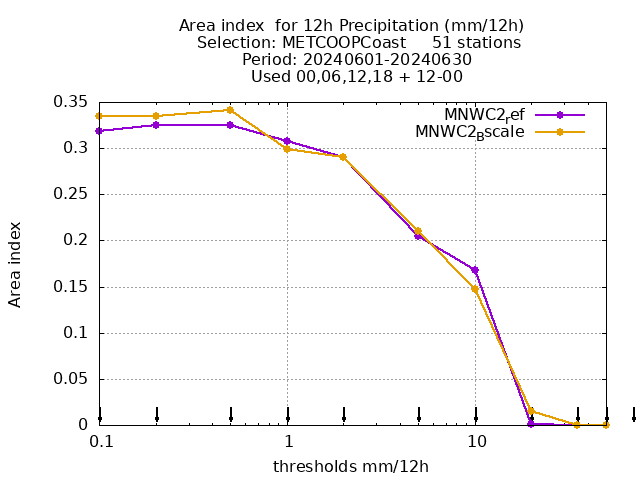 Area index  for 12h Precipitation (mm/12h)
Selection: METCOOPCoast     51 stations
Period: 20240601-20240630
Used 00,06,12,18 + 12-00
0.35
0.3
0.25
0.2
0.15
0.1
0.05
0
Area index
MNWC2ref
MNWC2Bscale
0.1
1
10
thresholds mm/12h